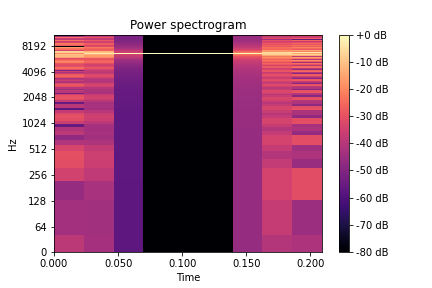 Power spectrogram
8192
4096
2048
1024
512
256
128
64
0
Hz
0.000 0.050 0.100 0.150 0.200
Time
+0 dB
-10 dB
-20 dB
-30 dB
-40 dB
-50 dB
-60 dB
-70 dB
-80 dB